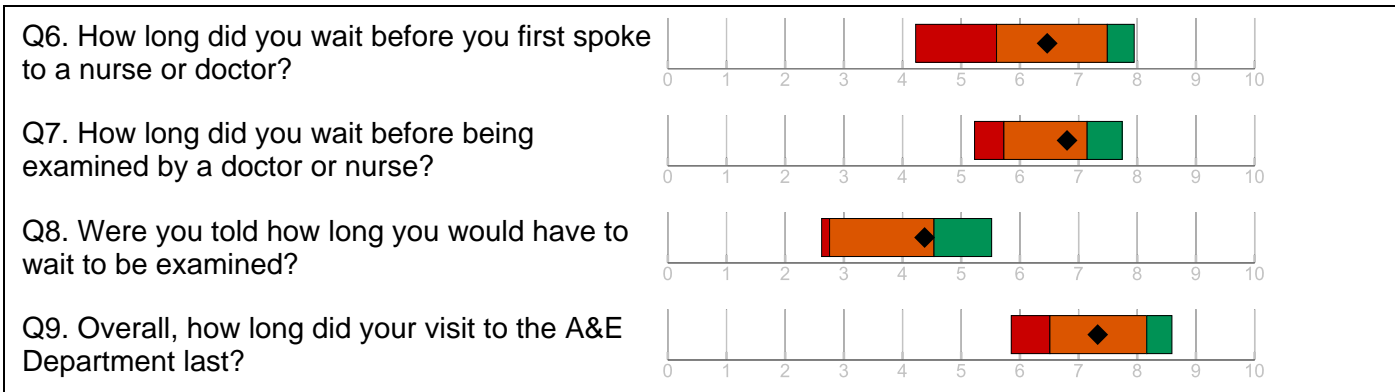 Q6. How long did you wait before you first spoke
to a nurse or doctor?
0 1 2 3 4 5 6 7 8 9 10
Q7. How long did you wait before being
examined by a doctor or nurse?
0 1 2 3 4 5 6 7 8 9 10
Q8. Were you told how long you would have to
wait to be examined?
0 1 2 3 4 5 6 7 8 9 10
Q9. Overall, how long did your visit to the A&E
Department last?
0 1 2 3 4 5 6 7 8 9 10